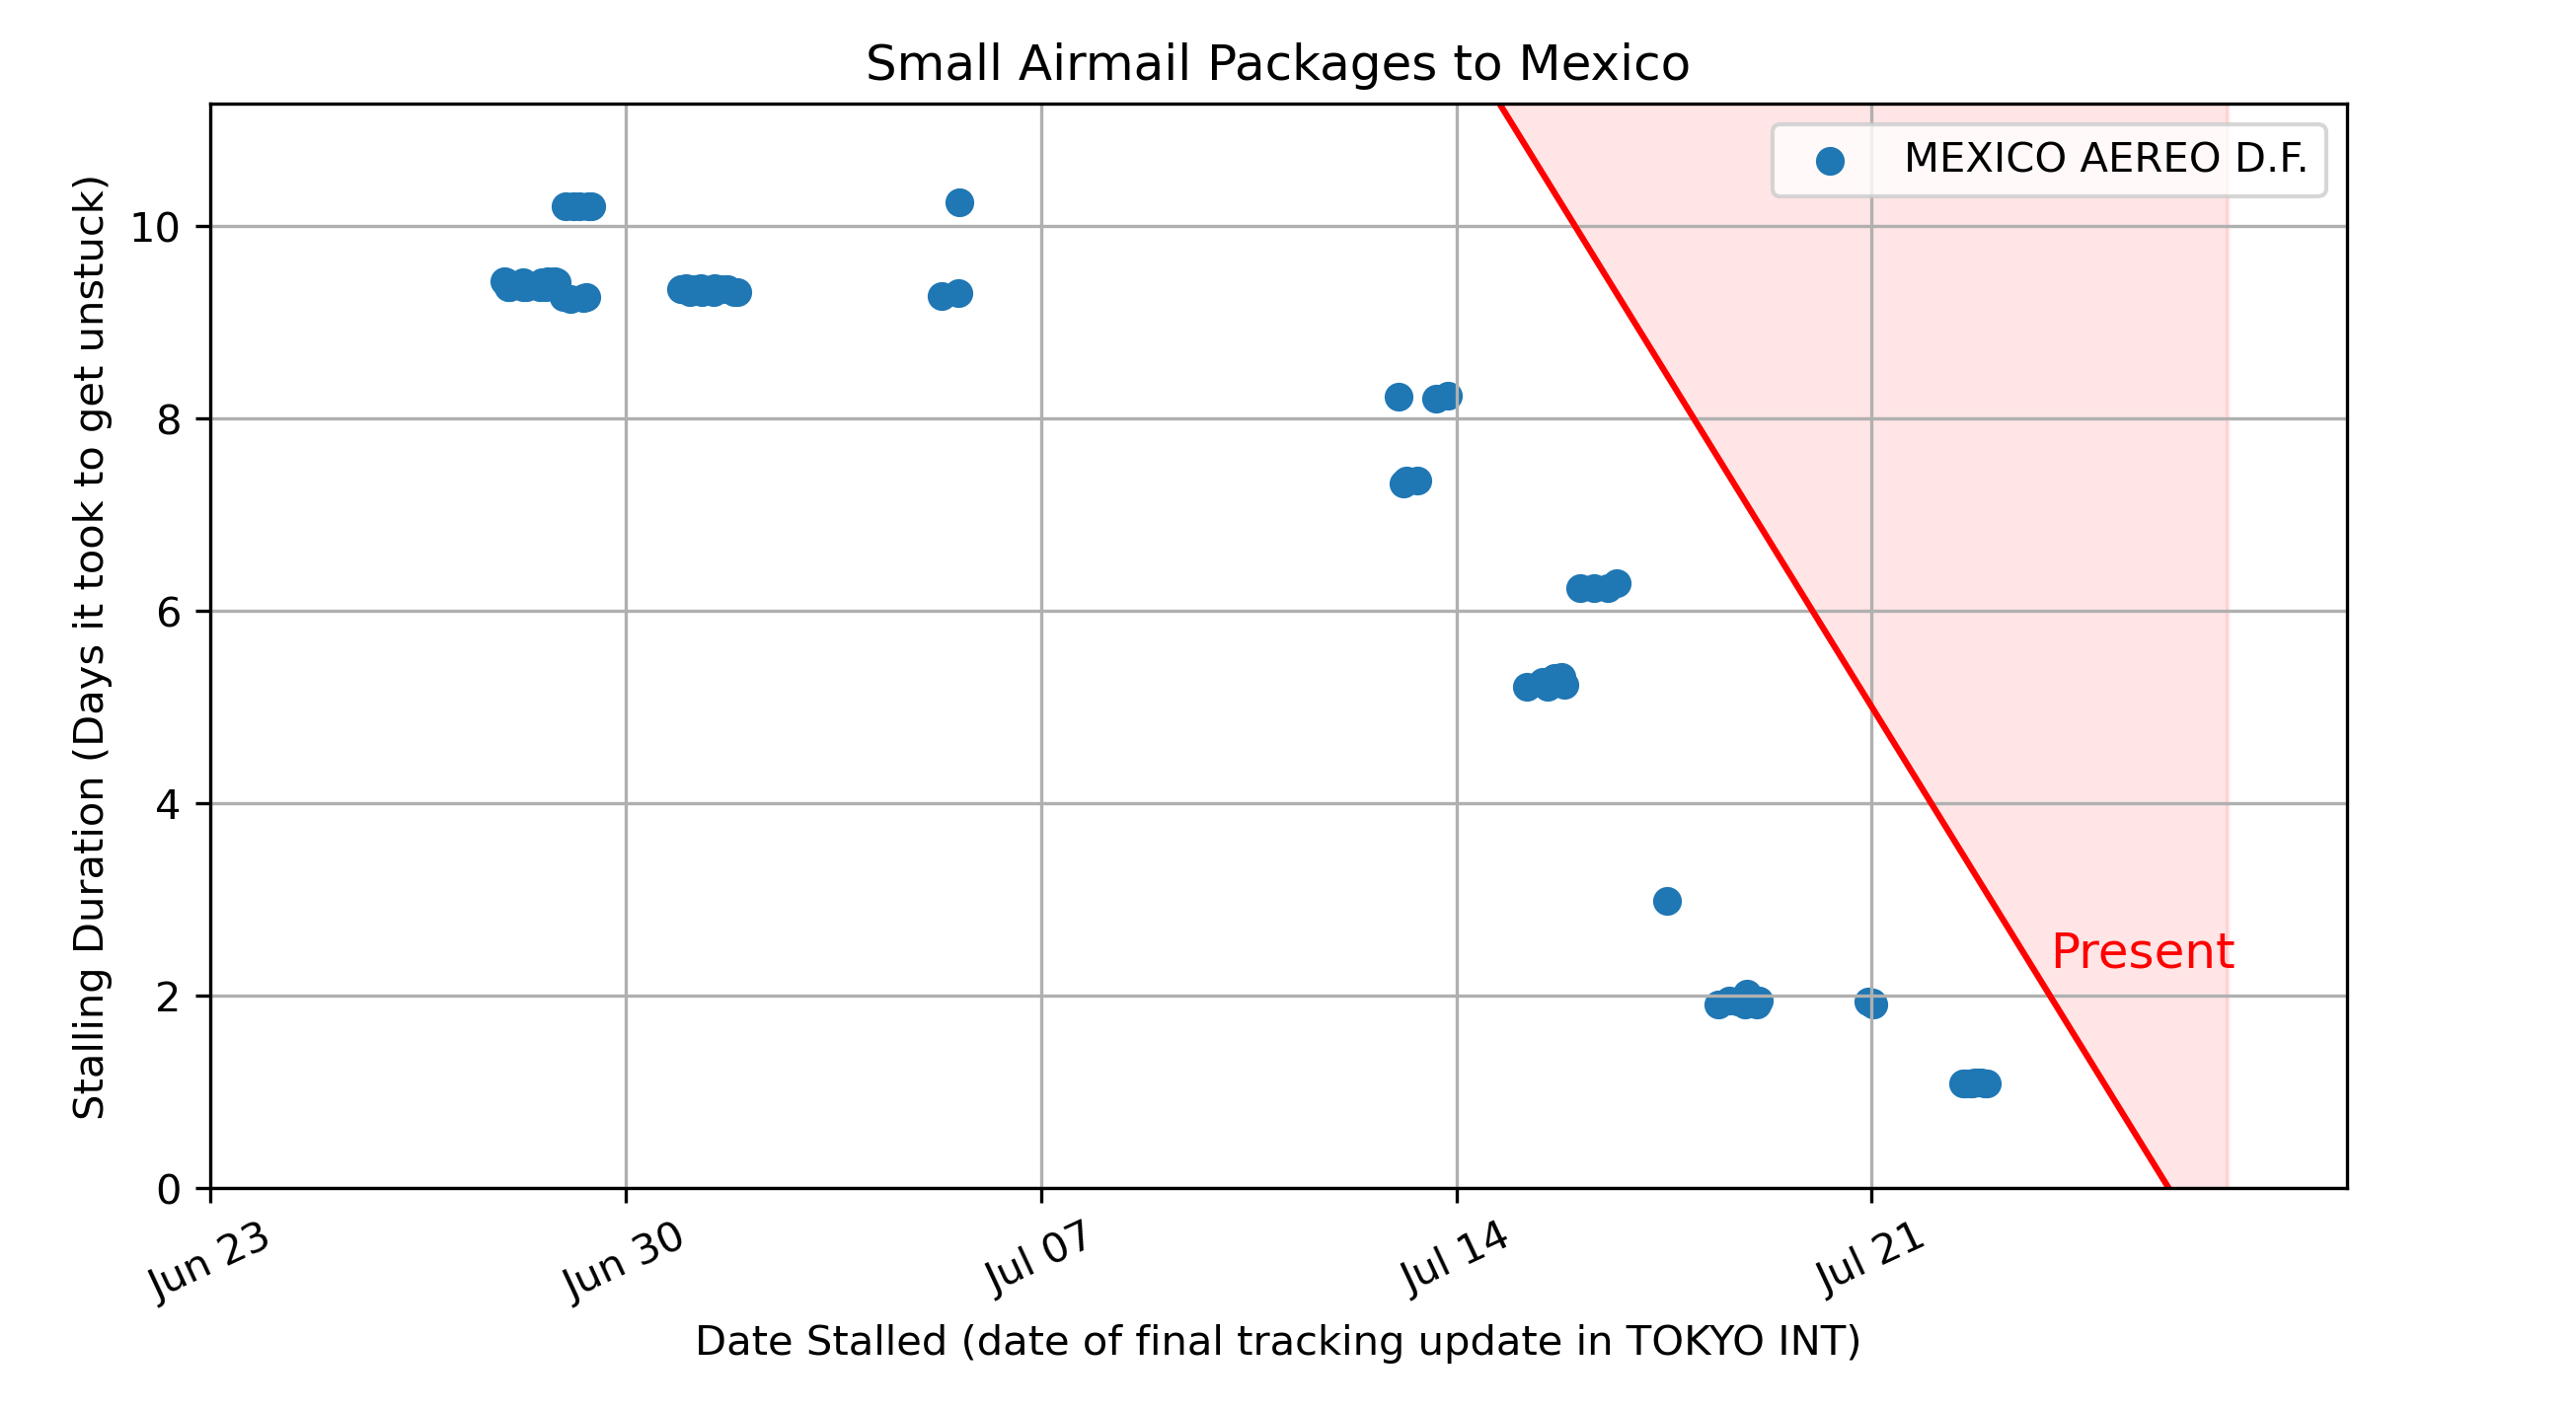 Small Airmail Packages to Mexico
MEXICO AEREO D.F.
Stalling Duration (Days it took to get unstuck)
10
8
6
4
2
0
Present
Jun 23
Jun 30
Jul 07
Jul 14
Jul 21
Date Stalled (date of final tracking update in TOKYO INT)